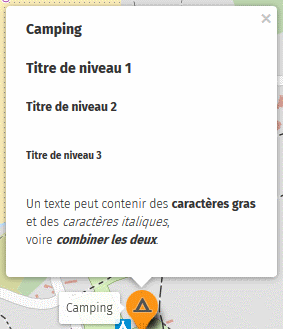 ×
Camping
Titre de niveau 1
Titre de niveau 2
Titre de niveau 3
Un texte peut contenir des caractères gras
et des caractères italiques,
voire combiner les deux.
Camping